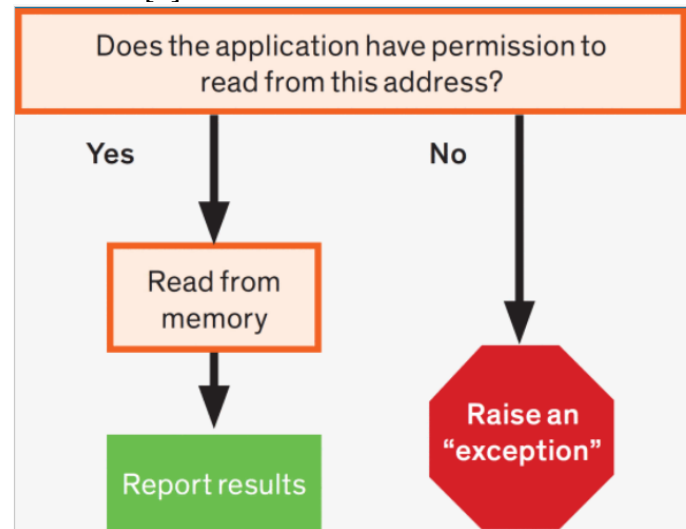 Does the application have permission to
read from this address?
Yes
No
Read from
memory
Raise an
“exception”
Report results